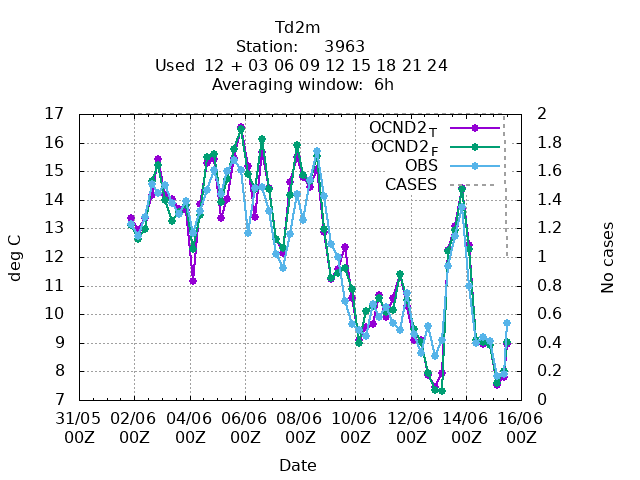 Td2m
Station: 3963
Used 12 + 03 06 09 12 15 18 21 24
Averaging window: 6h
17
16
15
14
13
12
11
10
9
8
7
deg C
2
1.8
1.6
1.4
1.2
1
0.8
0.6
0.4
0.2
0
No cases
OCND2T
OCND2F
OBS
CASES
31/05 02/06 04/06 06/06 08/06 10/06 12/06 14/06 16/06
00Z 00Z 00Z 00Z 00Z 00Z 00Z 00Z 00Z
Date